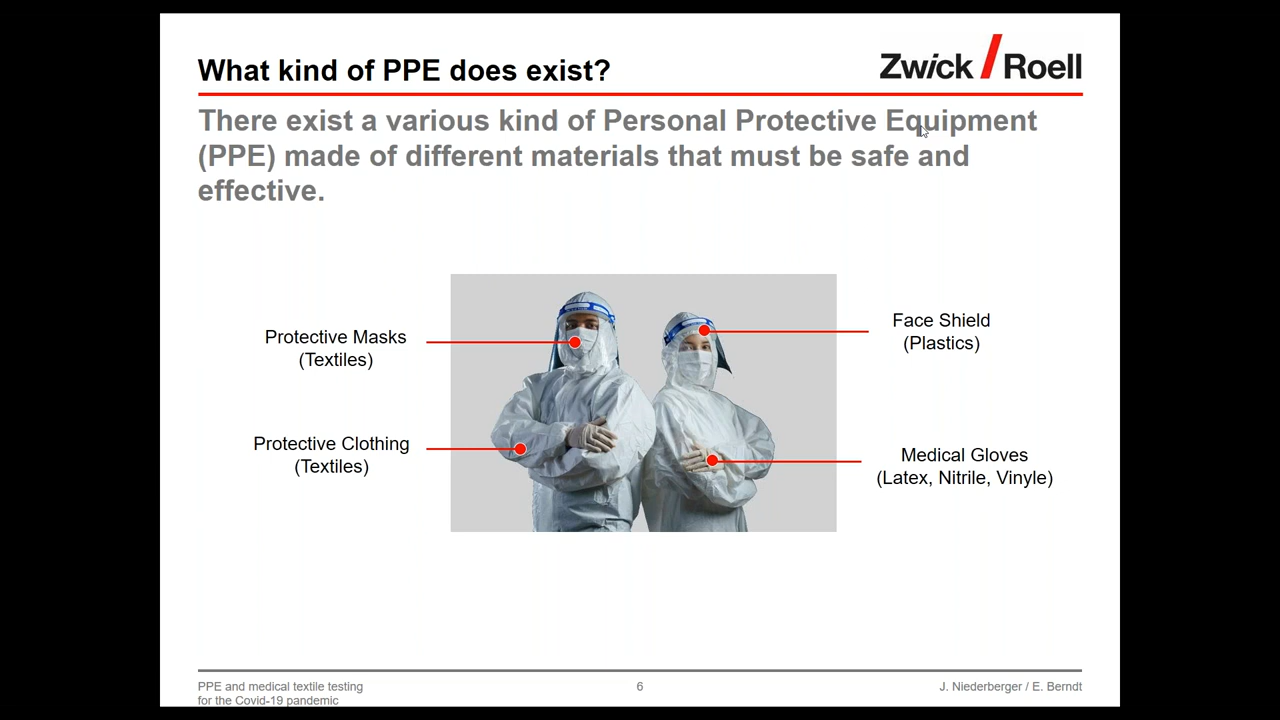 What kind of PPE does exist?
Zwick / Roell
There exist a various kind of Personal Protective Equipment
(PPE) made of different materials that must be safe and
effective.
Protective Masks
(Textiles)
Face Shield
(Plastics)
Protective Clothing
(Textiles)
Medical Gloves
(Latex, Nitrile, Vinyle)
PPE and medical textile testing
for the Covid-19 pandemic
6
J. Niederberger / E. Berndt